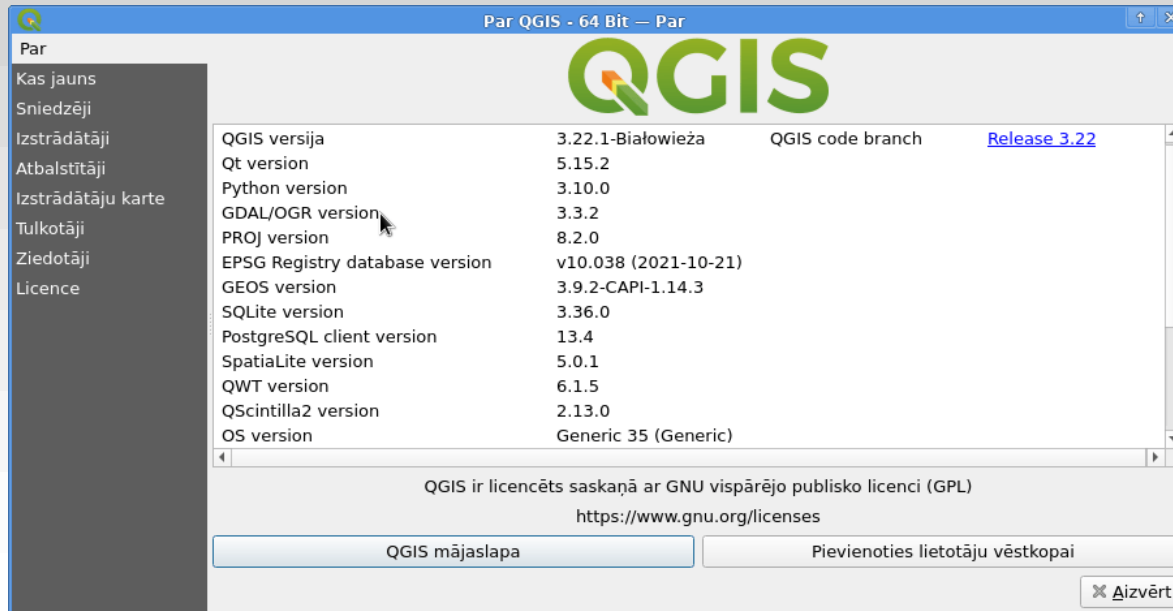 Par QGIS - 64 Bit — Par
Par
Kas jauns
Sniedzēji
Izstrādātāji
Atbalstītāji
Izstrādātāju karte
Tulkotāji
Ziedotāji
Licence
QGIS
QGIS versija 3.22.1-Białowieża QGIS code branch Release 3.22
Qt version 5.15.2
Python version 3.10.0
GDAL/OGR version 3.3.2
PROJ version 8.2.0
EPSG Registry database version v10.038 (2021-10-21)
GEOS version 3.9.2-CAPI-1.14.3
SQLite version 3.36.0
PostgreSQL client version 13.4
SpatiaLite version 5.0.1
QWT version 6.1.5
QScintilla2 version 2.13.0
OS version Generic 35 (Generic)
QGIS ir licencēts saskaņā ar GNU vispārējo publisko licenci (GPL)
https://www.gnu.org/licenses
QGIS mājaslapa
Pievienoties lietotāju vēstkopai
Aizvērt